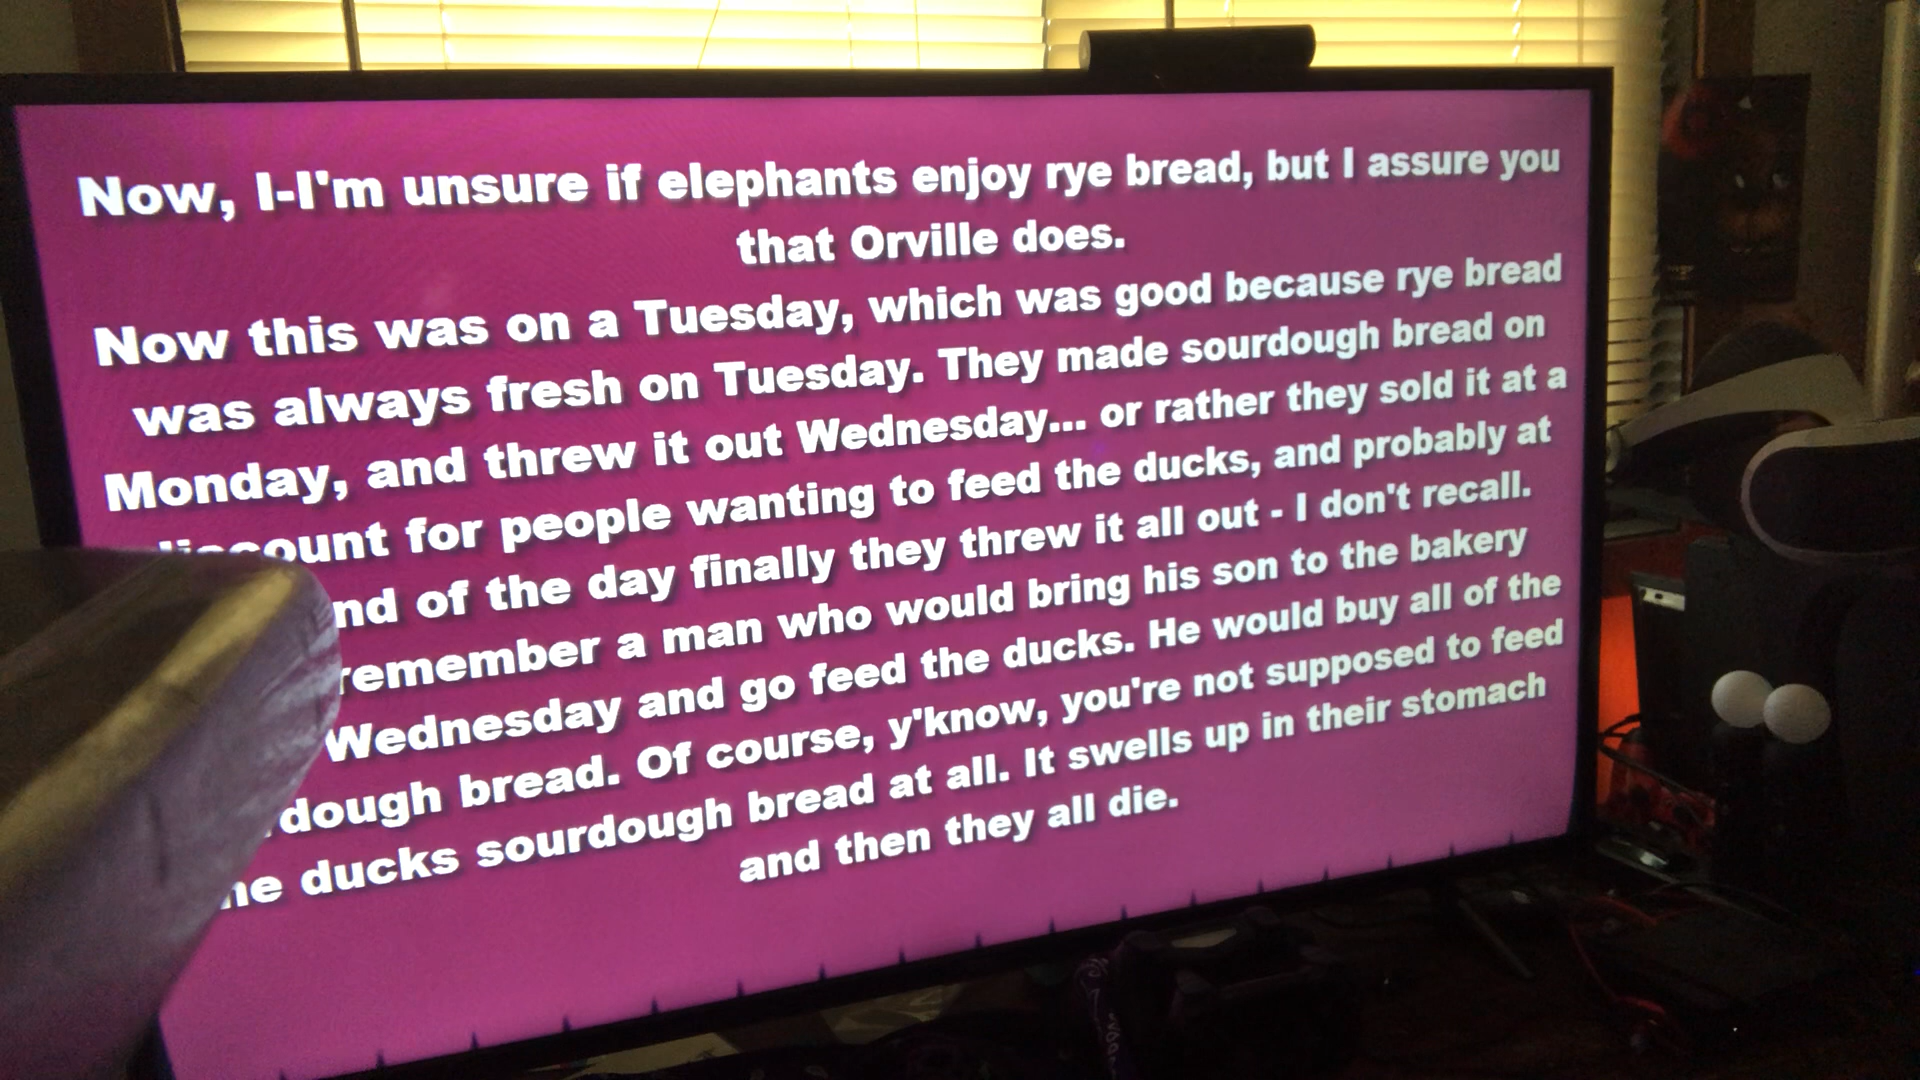 Now, I-I'm unsure if elephants enjoy rye bread, but I assure you
that Orville does.
Now this was on a Tuesday, which was good because rye bread
was always fresh on Tuesday. They made sourdough bread on
Monday, and threw it out Wednesday... or rather they sold it at a
discount for people wanting to feed the ducks, and probably at
nd of the day finally they threw it all out - I don't recall.
remember a man who would bring his son to the bakery
Wednesday and go feed the ducks. He would buy all of the
dough bread. Of course, y'know, you're not supposed to feed
he ducks sourdough bread at all. It swells up in their stomach
and then they all die.